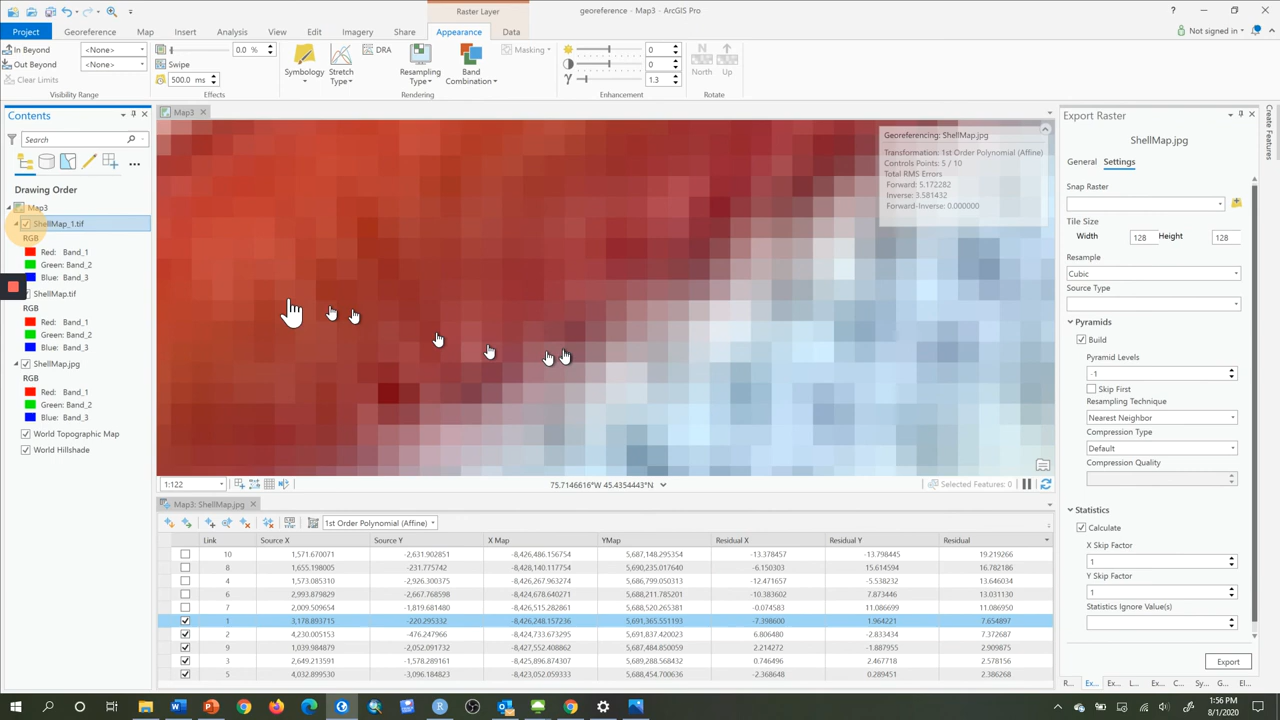 Raster Layer
georeference - Map3 - ArcGIS Pro
Project Georeference Map Insert Analysis View Edit Imagery Share Appearance Data
Not signed in
In Beyond <None>
Out Beyond <None>
Clear Limits
Visibility Range
0.0 %
Swipe
500.0 ms
Effects
Symbology
Stretch Type
DRA
Resampling Type
Band Combination
Masking
Rendering
0
0
1.3
Enhancement
North Up
Rotate
Contents
Search
Drawing Order
Map3
ShellMap_1.tif
RGB
Red: Band_1
Green: Band_2
Blue: Band_3
ShellMap.tif
RGB
Red: Band_1
Green: Band_2
Blue: Band_3
ShellMap.jpg
RGB
Red: Band_1
Green: Band_2
Blue: Band_3
World Topographic Map
World Hillshade
Map3
Georeferencing: ShellMap.jpg
Transformation: 1st Order Polynomial (Affine)
Controls Points: 5 / 10
Total RMS Errors
Forward: 5.172282
Inverse: 3.581432
Forward-Inverse: 0.000000
1:122
75.7146616°W 45.4354443°N
Selected Features: 0
Map3: ShellMap.jpg
1st Order Polynomial (Affine)
Link Source X Source Y X Map YMap Residual X Residual Y Residual
10 1,571.670071 -2,631.902851 -8,426,486.156754 5,687,148.295354 -13.378457 -13.798445 19.219266
8 1,655.198005 -231.775742 -8,428,140.117754 5,690,235.017640 -6.150303 15.614594 16.782186
4 1,573.085310 -2,926.300375 -8,426,267.963274 5,686,799.050313 -12.471657 -5.538232 13.646034
6 2,993.879829 -2,667.768598 -8,424,678.640271 5,688,211.785201 -10.383602 7.873446 13.031130
7 2,009.509654 -1,819.681480 -8,426,515.282861 5,688,520.265381 -0.074583 11.086699 11.086950
1 3,178.893715 -220.295332 -8,426,248.157236 5,691,365.551193 -7.398600 1.964221 7.654897
2 4,230.005153 -476.247966 -8,424,733.673295 5,691,837.420023 6.806480 -2.833434 7.372687
9 1,039.984879 -2,052.091732 -8,427,552.408862 5,687,484.850059 2.214272 -1.887955 2.909875
3 2,649.213591 -1,578.289161 -8,425,896.874307 5,689,288.568432 0.746496 2.467718 2.578156
5 4,032.899530 -3,096.184823 -8,423,052.059333 5,688,454.700636 -2.368648 0.289451 2.386268
Export Raster
ShellMap.jpg
General Settings
Snap Raster
Tile Size
Width 128 Height 128
Resample
Cubic
Source Type
Pyramids
Build
Pyramid Levels
-1
Skip First
Resampling Technique
Nearest Neighbor
Compression Type
Default
Compression Quality
Statistics
Calculate
X Skip Factor
1
Y Skip Factor
1
Statistics Ignore Value(s)
Export
R... Ex... E... L... Ex... C... Sy... G... El...
Create Features
1:56 PM
8/1/2020